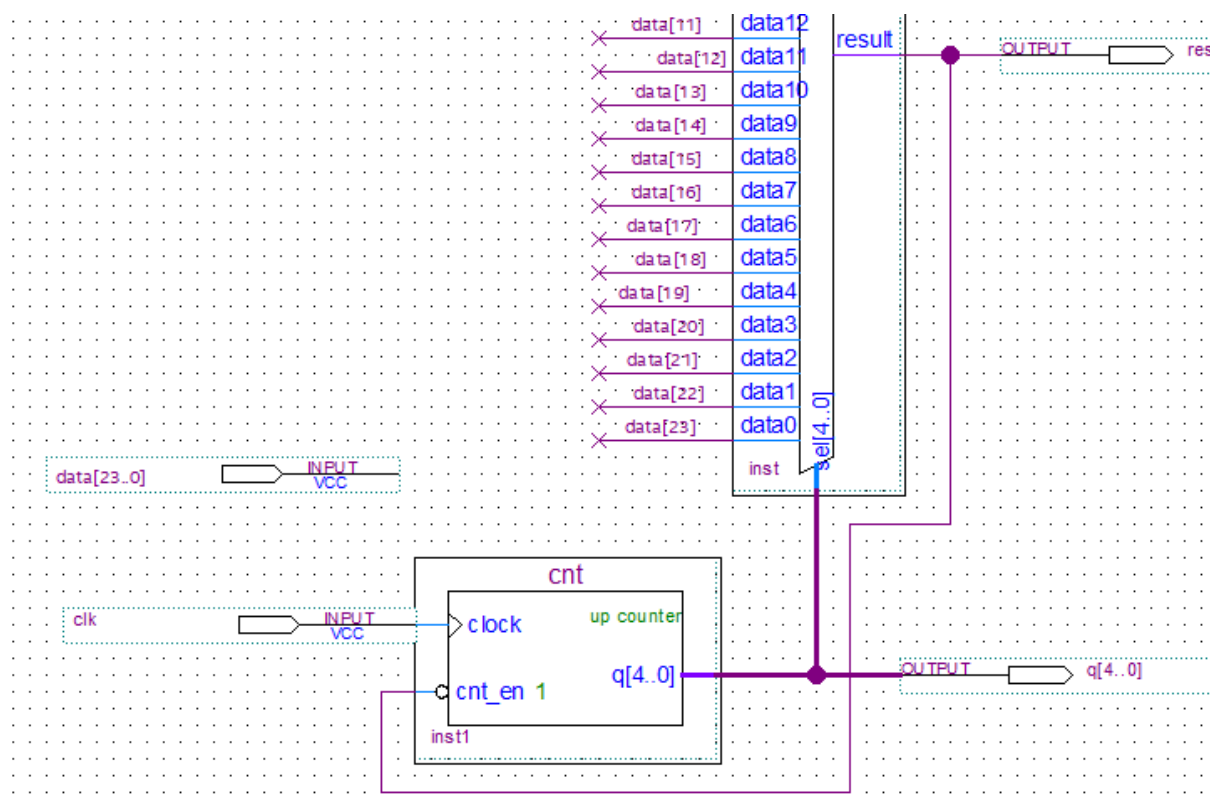 data[11] data12
result
OUTPUT res
data[12] data11
data[13] data10
data[14] data9
data[15] data8
data[16] data7
data[17] data6
data[18] data5
data[19] data4
data[20] data3
data[21] data2
data[22] data1
data[23] data0
sel[4..0]
inst
data[23..0] INPUT
VCC
cnt
clk INPUT
VCC
clock
up counter
q[4..0]
OUTPUT q[4..0]
cnt_en 1
inst1